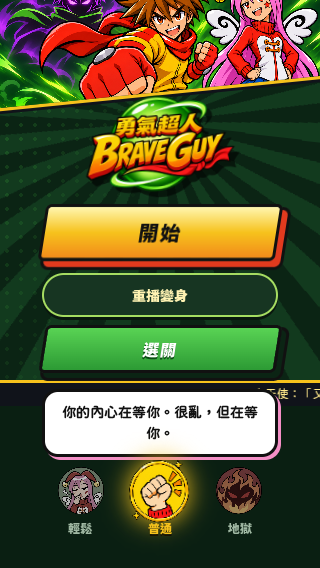 勇氣超人
BRAVE GUY
開始
重播變身
選關
天使：「又
你的內心在等你。很亂，但在等
你。
輕鬆
普通
地獄